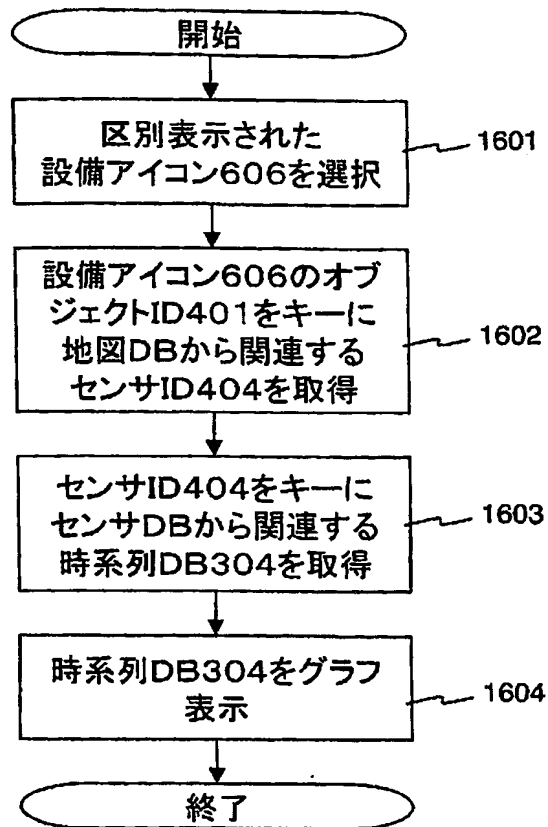 開始
区別表示された
設備アイコン606を選択
1601
設備アイコン606のオブ
ジェクトID401をキーに
地図DBから関連する
センサID404を取得
1602
センサID404をキーに
センサDBから関連する
時系列DB304を取得
1603
時系列DB304をグラフ
表示
1604
終了